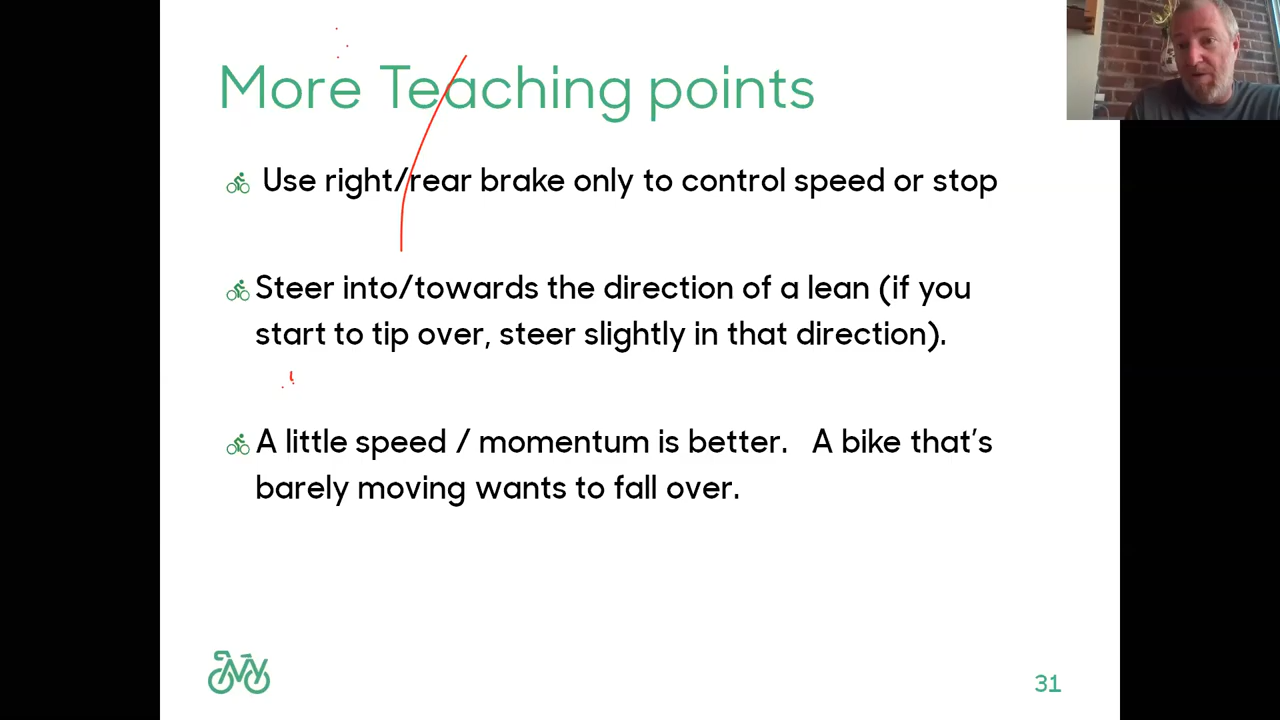 More Teaching points
Use right/rear brake only to control speed or stop
Steer into/towards the direction of a lean (if you
start to tip over, steer slightly in that direction).
A little speed / momentum is better. A bike that's
barely moving wants to fall over.
31